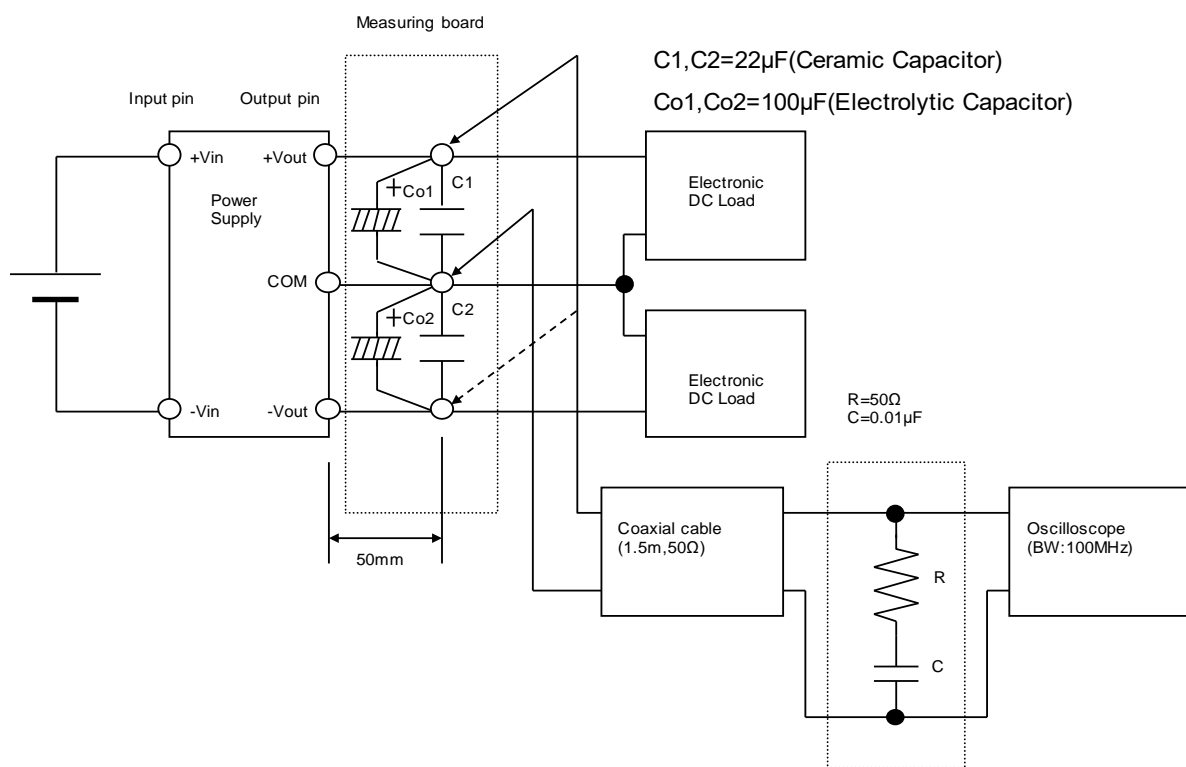 Measuring board
C1,C2=22µF(Ceramic Capacitor)
Co1,Co2=100µF(Electrolytic Capacitor)
Input pin
Output pin
+Vin
+Vout
Power
Supply
COM
-Vin
-Vout
+Co1
C1
+Co2
C2
Electronic
DC Load
Electronic
DC Load
50mm
R=50Ω
C=0.01µF
Coaxial cable
(1.5m,50Ω)
R
C
Oscilloscope
(BW:100MHz)